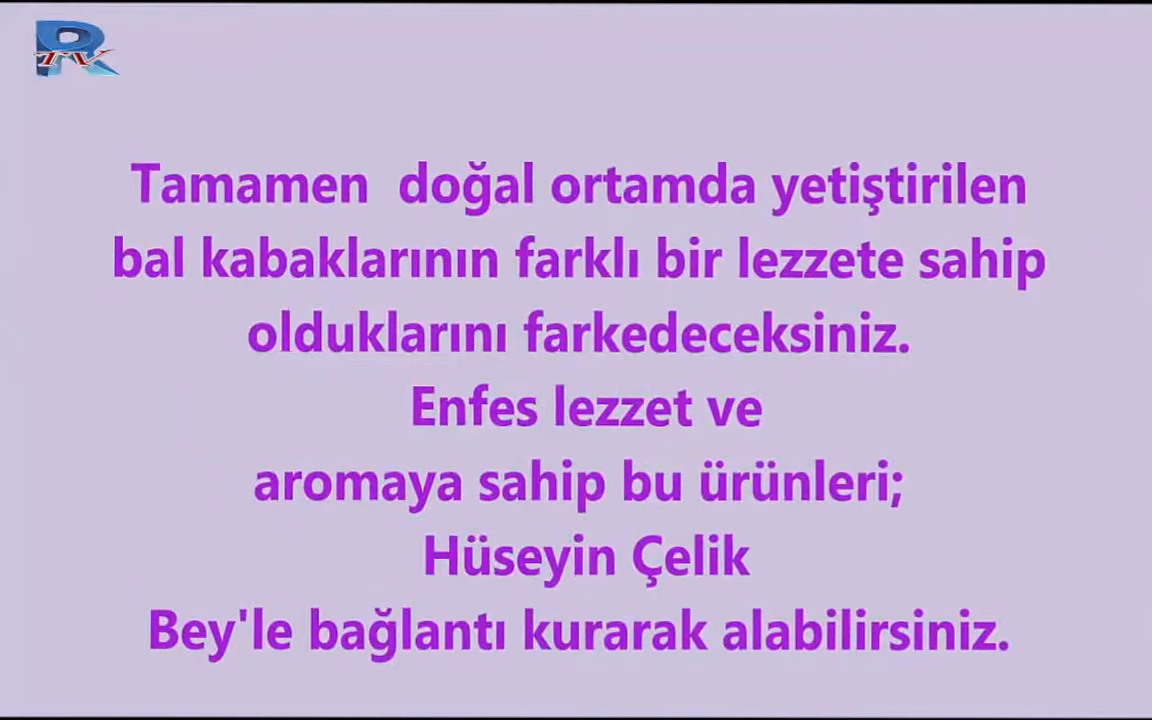 RTV
Tamamen doğal ortamda yetiştirilen
bal kabaklarının farklı bir lezzete sahip
olduklarını farkedeceksiniz.
Enfes lezzet ve
aromaya sahip bu ürünleri;
Hüseyin Çelik
Bey'le bağlantı kurarak alabilirsiniz.